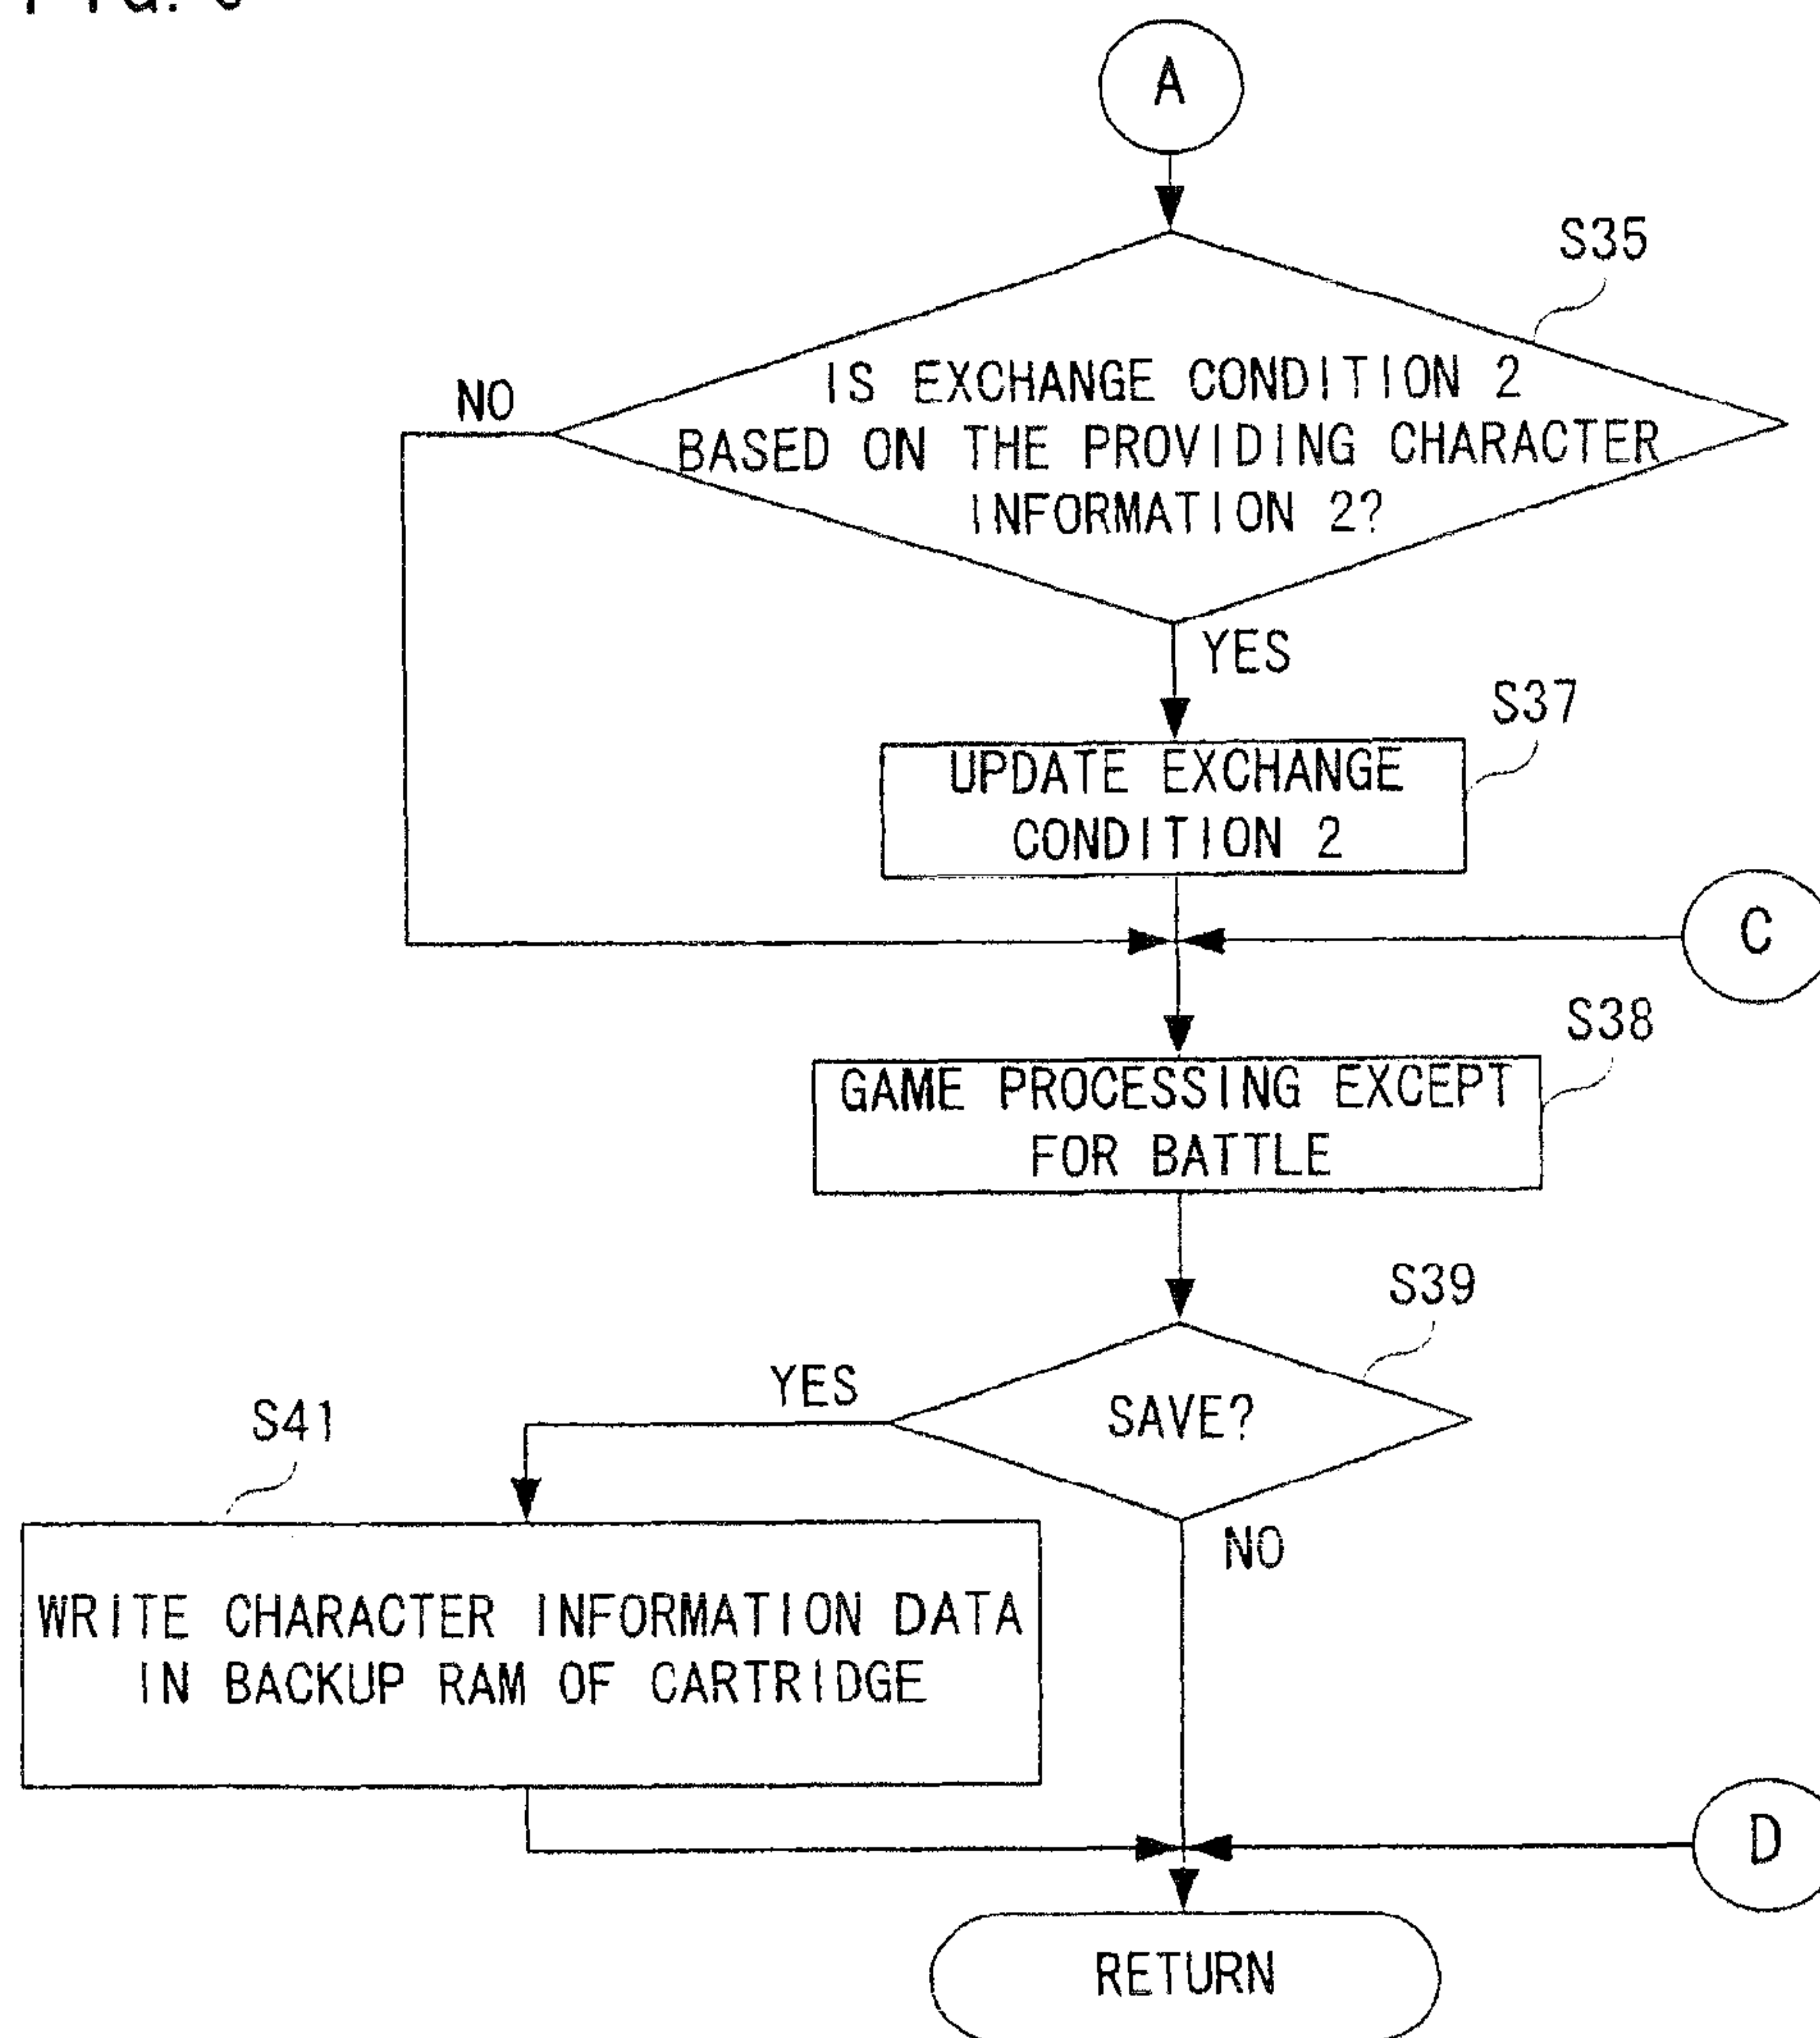 A
S35
NO
IS EXCHANGE CONDITION 2
BASED ON THE PROVIDING CHARACTER
INFORMATION 2?
YES
S37
UPDATE EXCHANGE
CONDITION 2
C
S38
GAME PROCESSING EXCEPT
FOR BATTLE
S39
YES
SAVE?
S41
NO
WRITE CHARACTER INFORMATION DATA
IN BACKUP RAM OF CARTRIDGE
D
RETURN